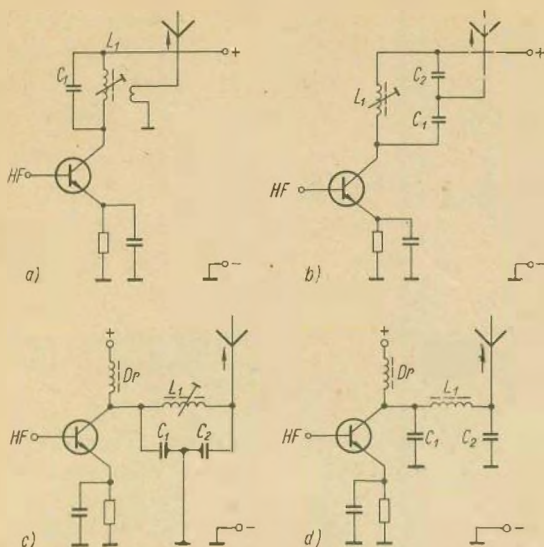 L₁
C₁
+
HF
a)
−
C₂
L₁
C₁
+
HF
b)
−
+
Dr
L₁
C₁
C₂
HF
c)
−
+
Dr
L₁
C₁
C₂
HF
d)
−